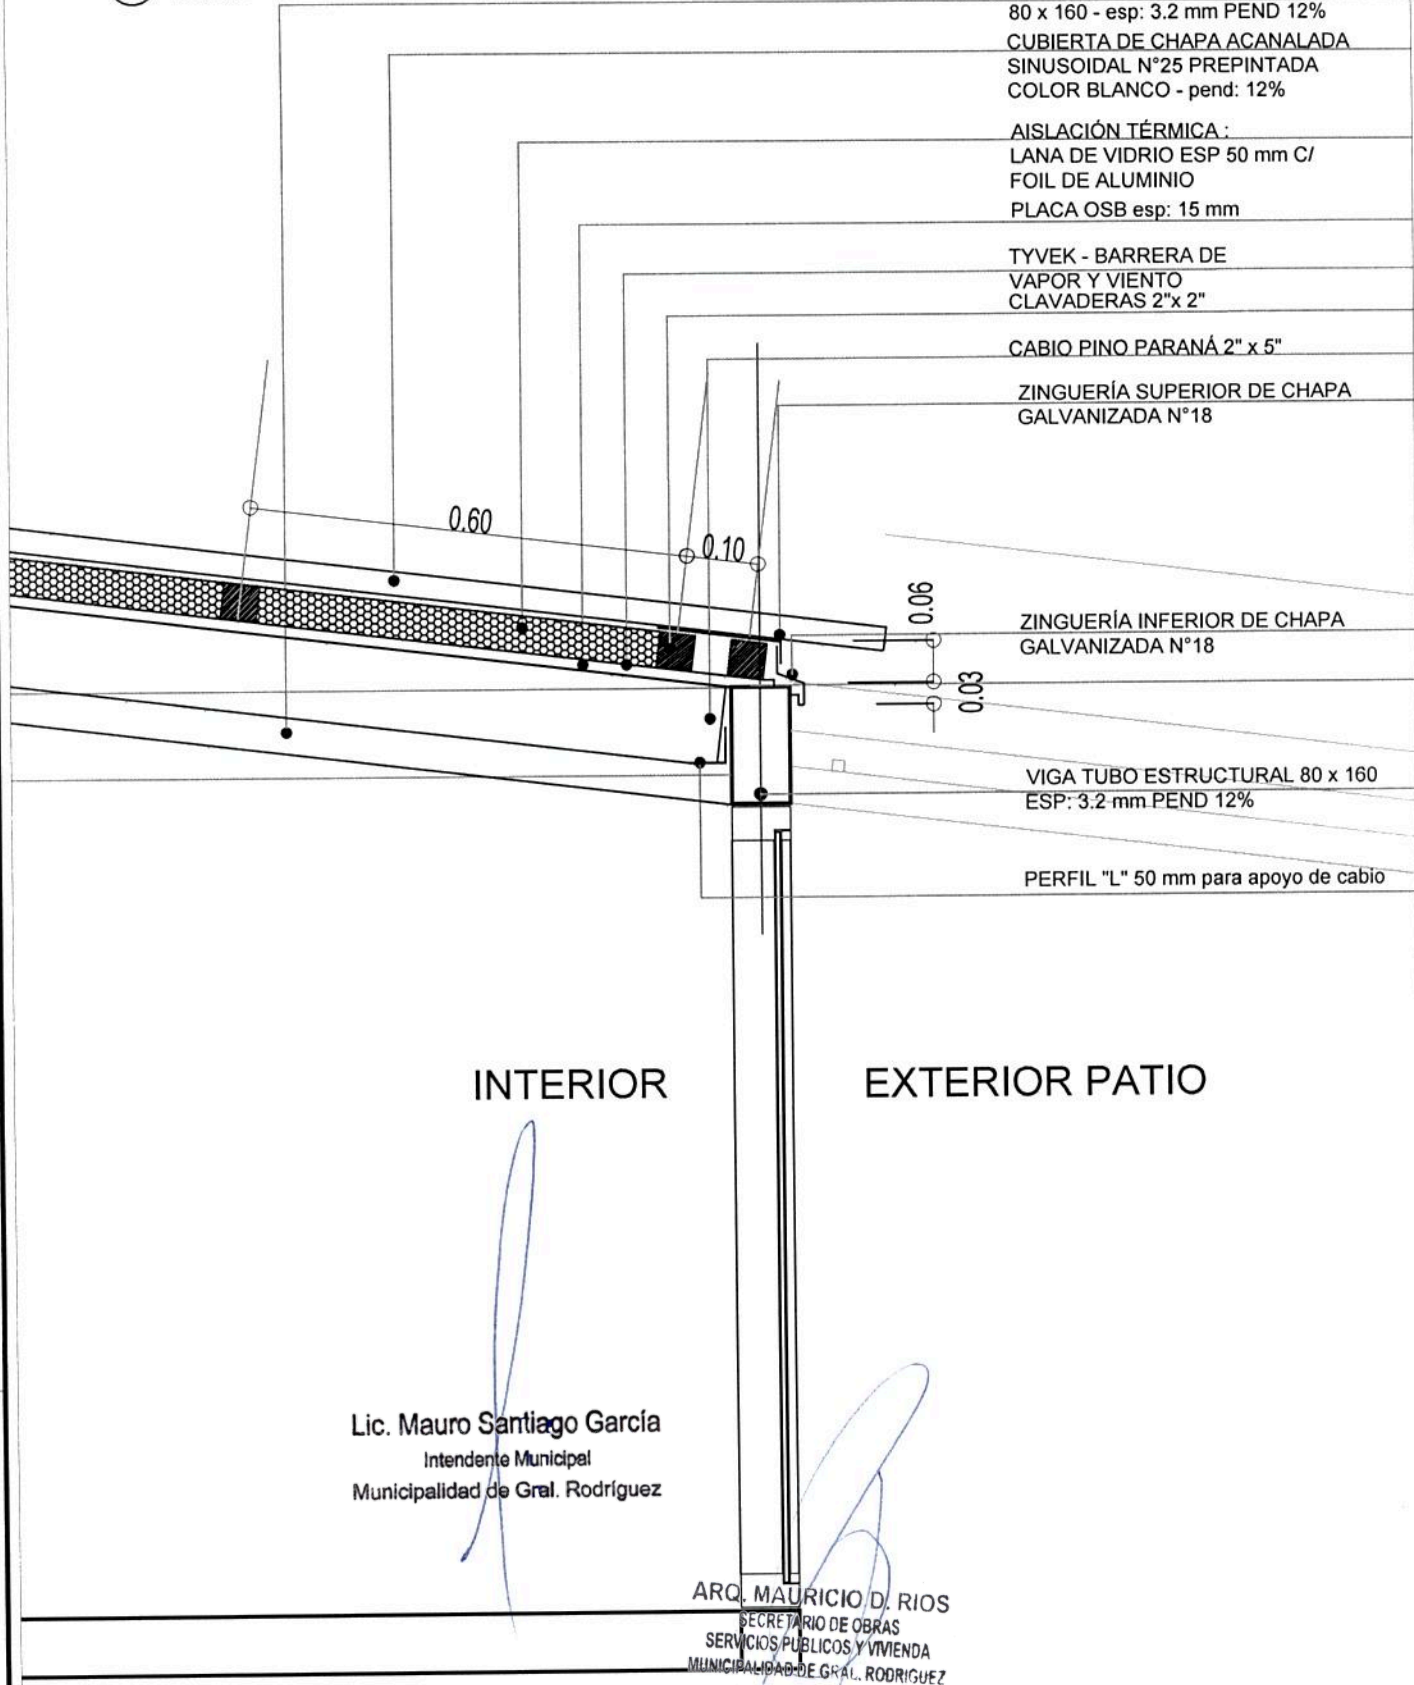 80 x 160 - esp: 3.2 mm PEND 12%
CUBIERTA DE CHAPA ACANALADA
SINUSOIDAL N°25 PREPINTADA
COLOR BLANCO - pend: 12%
AISLACIÓN TÉRMICA :
LANA DE VIDRIO ESP 50 mm C/
FOIL DE ALUMINIO
PLACA OSB esp: 15 mm
TYVEK - BARRERA DE
VAPOR Y VIENTO
CLAVADERAS 2"x 2"
CABIO PINO PARANÁ 2" x 5"
ZINGUERÍA SUPERIOR DE CHAPA
GALVANIZADA N°18
0.60
0.10
0.06
ZINGUERÍA INFERIOR DE CHAPA
GALVANIZADA N°18
0.03
VIGA TUBO ESTRUCTURAL 80 x 160
ESP: 3.2 mm PEND 12%
PERFIL "L" 50 mm para apoyo de cabio
INTERIOR
EXTERIOR PATIO
Lic. Mauro Santiago García
Intendente Municipal
Municipalidad de Gral. Rodríguez
ARQ. MAURICIO D. RIOS
SECRETARIO DE OBRAS
SERVICIOS PUBLICOS Y VIVIENDA
MUNICIPALIDAD DE GRAL. RODRIGUEZ